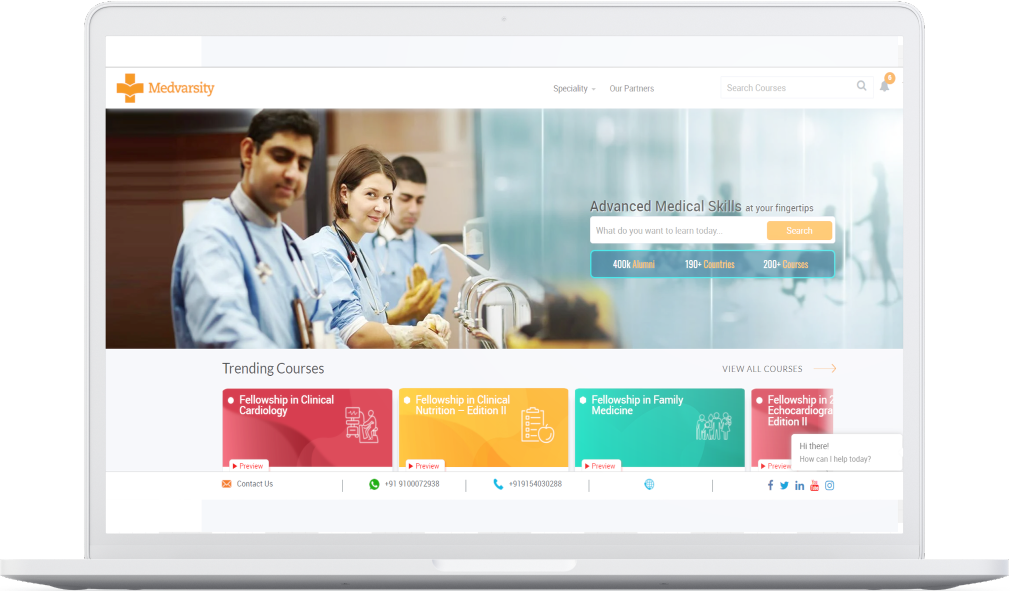 Medvarsity
Speciality
Our Partners
Search Courses
6
Advanced Medical Skills at your fingertips
What do you want to learn today...
Search
400k Alumni
190+ Countries
200+ Courses
Trending Courses
VIEW ALL COURSES
Fellowship in Clinical
Cardiology
Preview
Fellowship in Clinical
Nutrition – Edition II
Preview
Fellowship in Family
Medicine
Preview
Fellowship in 2
Echocardiogra
Edition II
Preview
Hi there!
How can I help today?
Contact Us
+91 9100072938
+919154030288